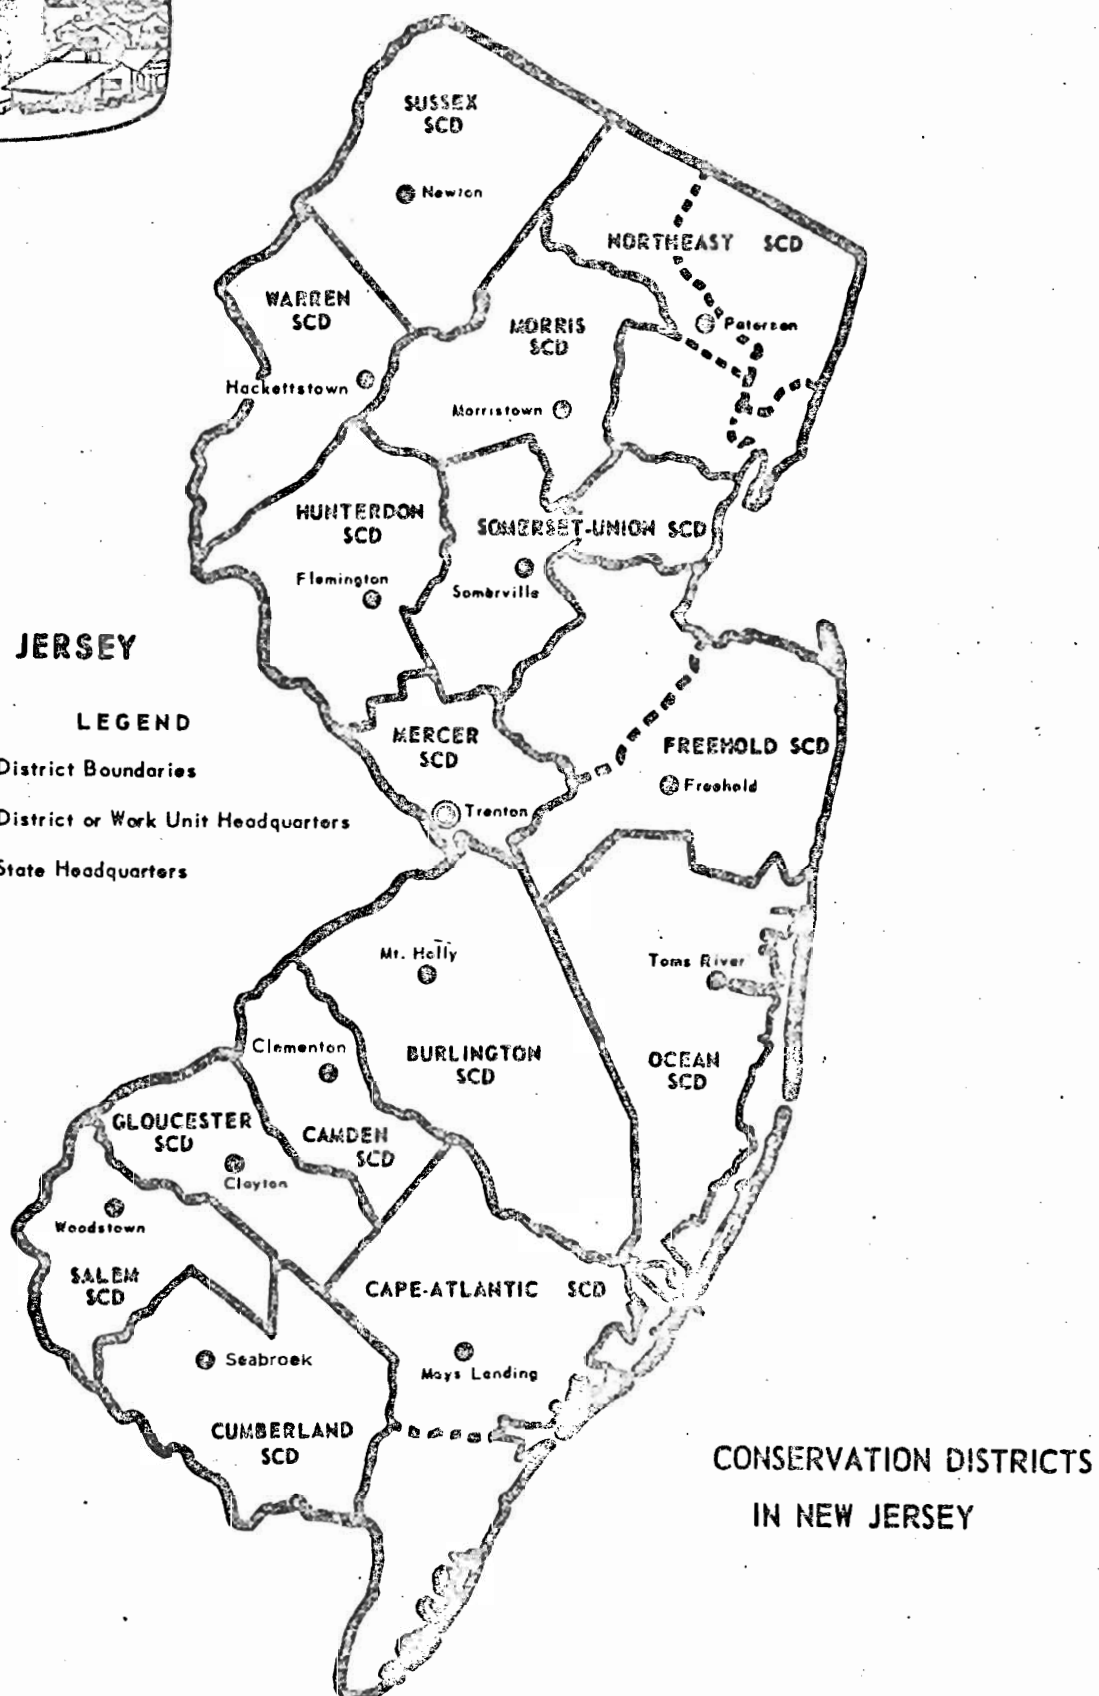 SUSSEX
SCD
Newton
NORTHEASY SCD
WARREN
SCD
MORRIS
SCD
Paterson
Hackettstown
Morristown
HUNTERDON
SCD
SOMERSET-UNION SCD
Flemington
Somerville
JERSEY
LEGEND
MERCER
SCD
FREEHOLD SCD
District Boundaries
Freehold
Trenton
District or Work Unit Headquarters
State Headquarters
Mt. Holly
Toms River
Clementon
BURLINGTON
SCD
OCEAN
SCD
GLOUCESTER
SCD
CAMDEN
SCD
Clayton
Woodstown
SALEM
SCD
CAPE-ATLANTIC SCD
Seabrook
Mays Landing
CUMBERLAND
SCD
CONSERVATION DISTRICTS
IN NEW JERSEY